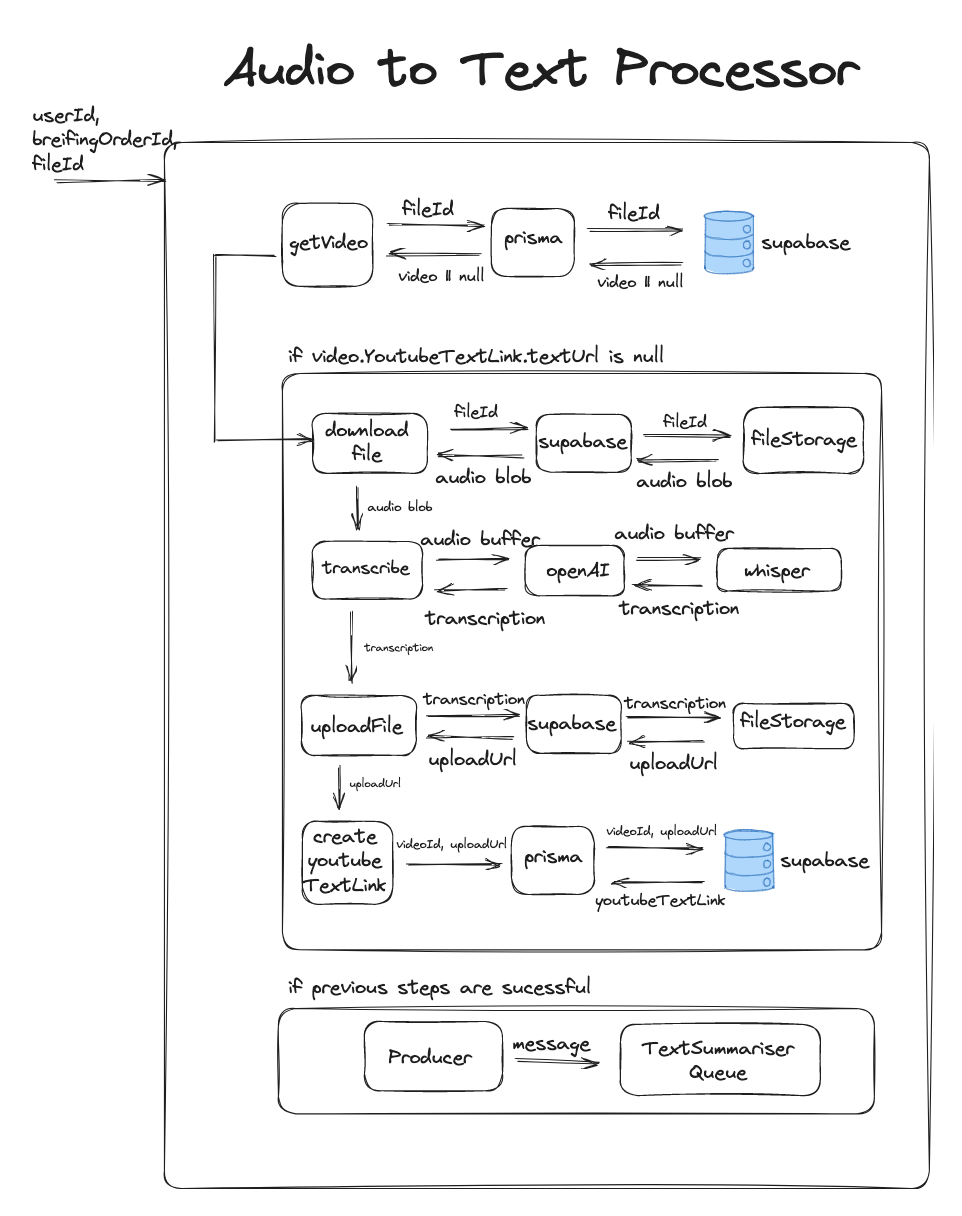 Audio to Text Processor
userId,
breifingOrderId,
fileId
fileId
fileId
getVideo
prisma
supabase
video || null
video || null
if video.YoutubeTextLink.textUrl is null
fileId
fileId
download
file
supabase
fileStorage
audio blob
audio blob
audio blob
audio buffer
audio buffer
transcribe
openAI
whisper
transcription
transcription
transcription
transcription
transcription
uploadFile
supabase
fileStorage
uploadUrl
uploadUrl
uploadUrl
create
youtube
TextLink
videoId, uploadUrl
videoId, uploadUrl
prisma
supabase
youtubeTextLink
if previous steps are sucessful
Producer
message
TextSummariser
Queue